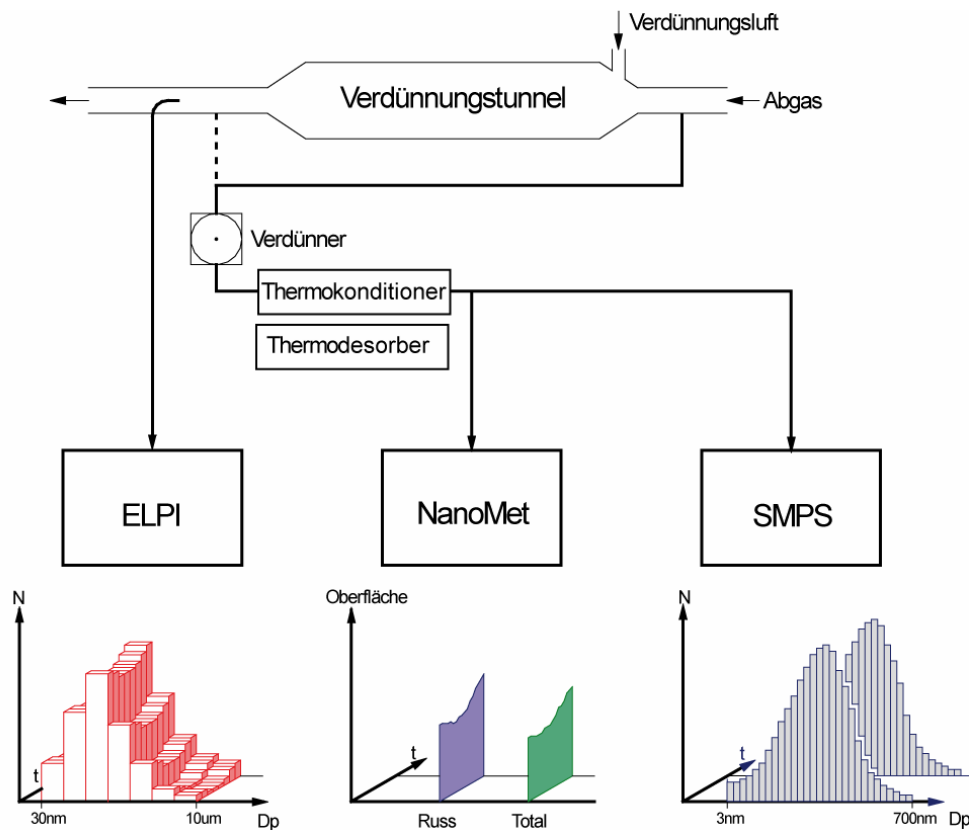 Verdünnungsluft
Verdünnungstunnel
Abgas
Verdünner
Thermokonditioner
Thermodesorber
ELPI
NanoMet
SMPS
N
t
30nm
10um
Dp
Oberfläche
t
Russ
Total
N
t
3nm
700nm
Dp